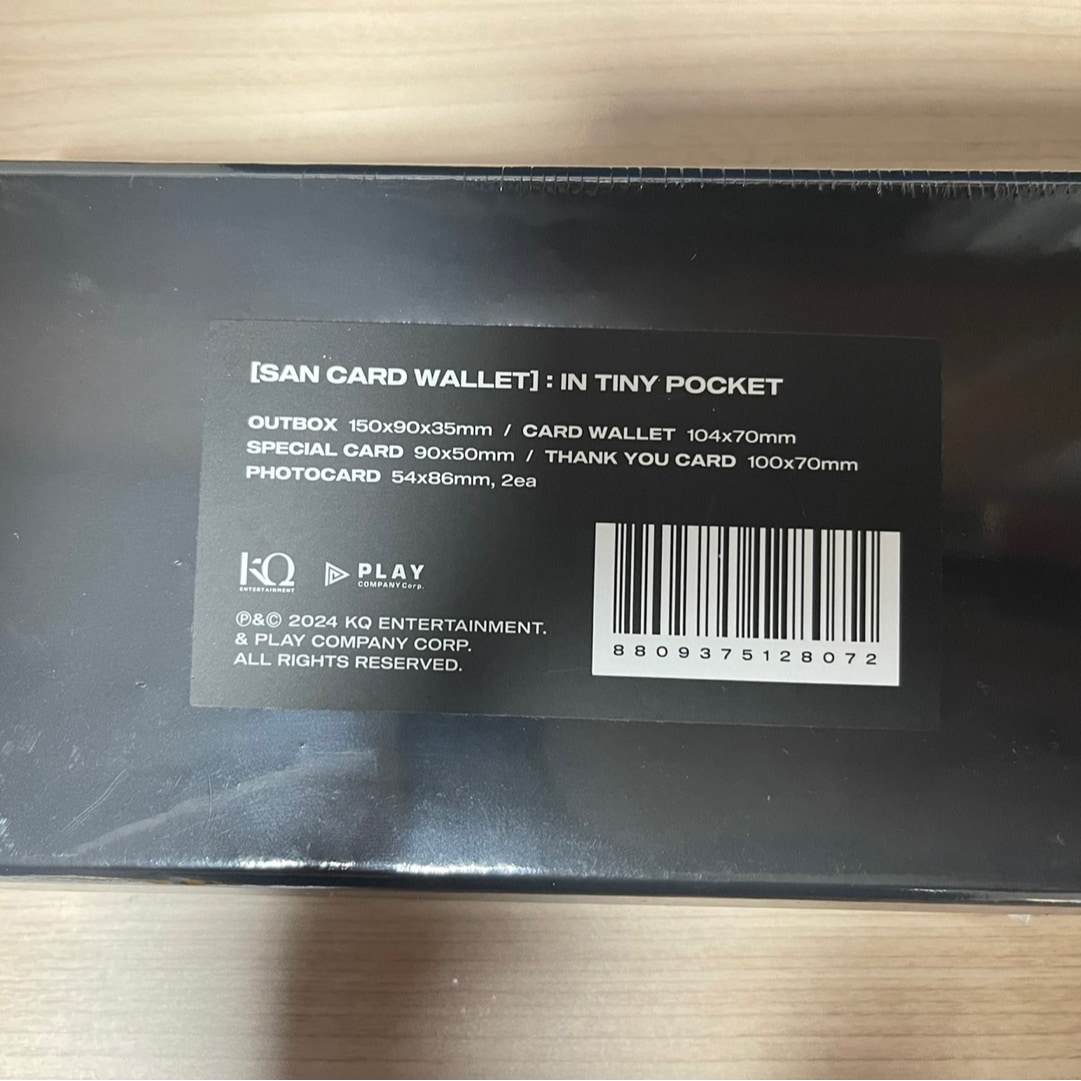 [SAN CARD WALLET] : IN TINY POCKET
OUTBOX 150x90x35mm / CARD WALLET 104x70mm
SPECIAL CARD 90x50mm / THANK YOU CARD 100x70mm
PHOTOCARD 54x86mm, 2ea
KQ
ENTERTAINMENT
PLAY
COMPANY Corp.
℗&© 2024 KQ ENTERTAINMENT.
& PLAY COMPANY CORP.
ALL RIGHTS RESERVED.
8809375128072